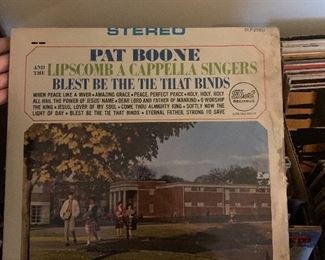 STEREO
PAT BOONE
AND THE LIPSCOMB A CAPPELLA SINGERS
BLEST BE THE TIE THAT BINDS
WHEN PEACE LIKE A RIVER • AMAZING GRACE • PEACE, PERFECT PEACE • HOLY, HOLY, HOLY
ALL HAIL THE POWER OF JESUS' NAME • DEAR LORD AND FATHER OF MANKIND • O WORSHIP
THE KING • JESUS, LOVER OF MY SOUL • COME THOU ALMIGHTY KING • SOFTLY NOW THE
LIGHT OF DAY • BLEST BE THE TIE THAT BINDS • ETERNAL FATHER, STRONG TO SAVE
Dot
RECORDS